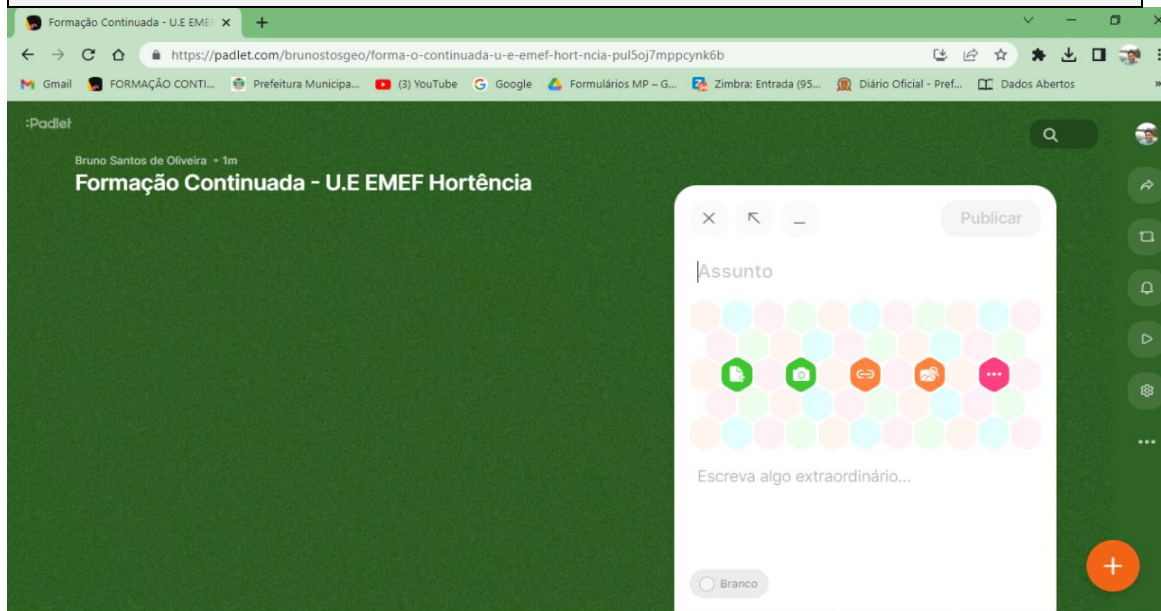 Formação Continuada - U.E EMEI
https://padlet.com/brunostosgeo/forma-o-continuada-u-e-emef-hort-ncia-pul5oj7mppcynk6b
Gmail FORMAÇÃO CONTI... Prefeitura Municipa... (3) YouTube Google Formulários MP – G... Zimbra: Entrada (95... Diário Oficial - Pref... Dados Abertos »
:Padlet
Bruno Santos de Oliveira • 1m
Formação Continuada - U.E EMEF Hortência
Publicar
Assunto
Escreva algo extraordinário...
Branco